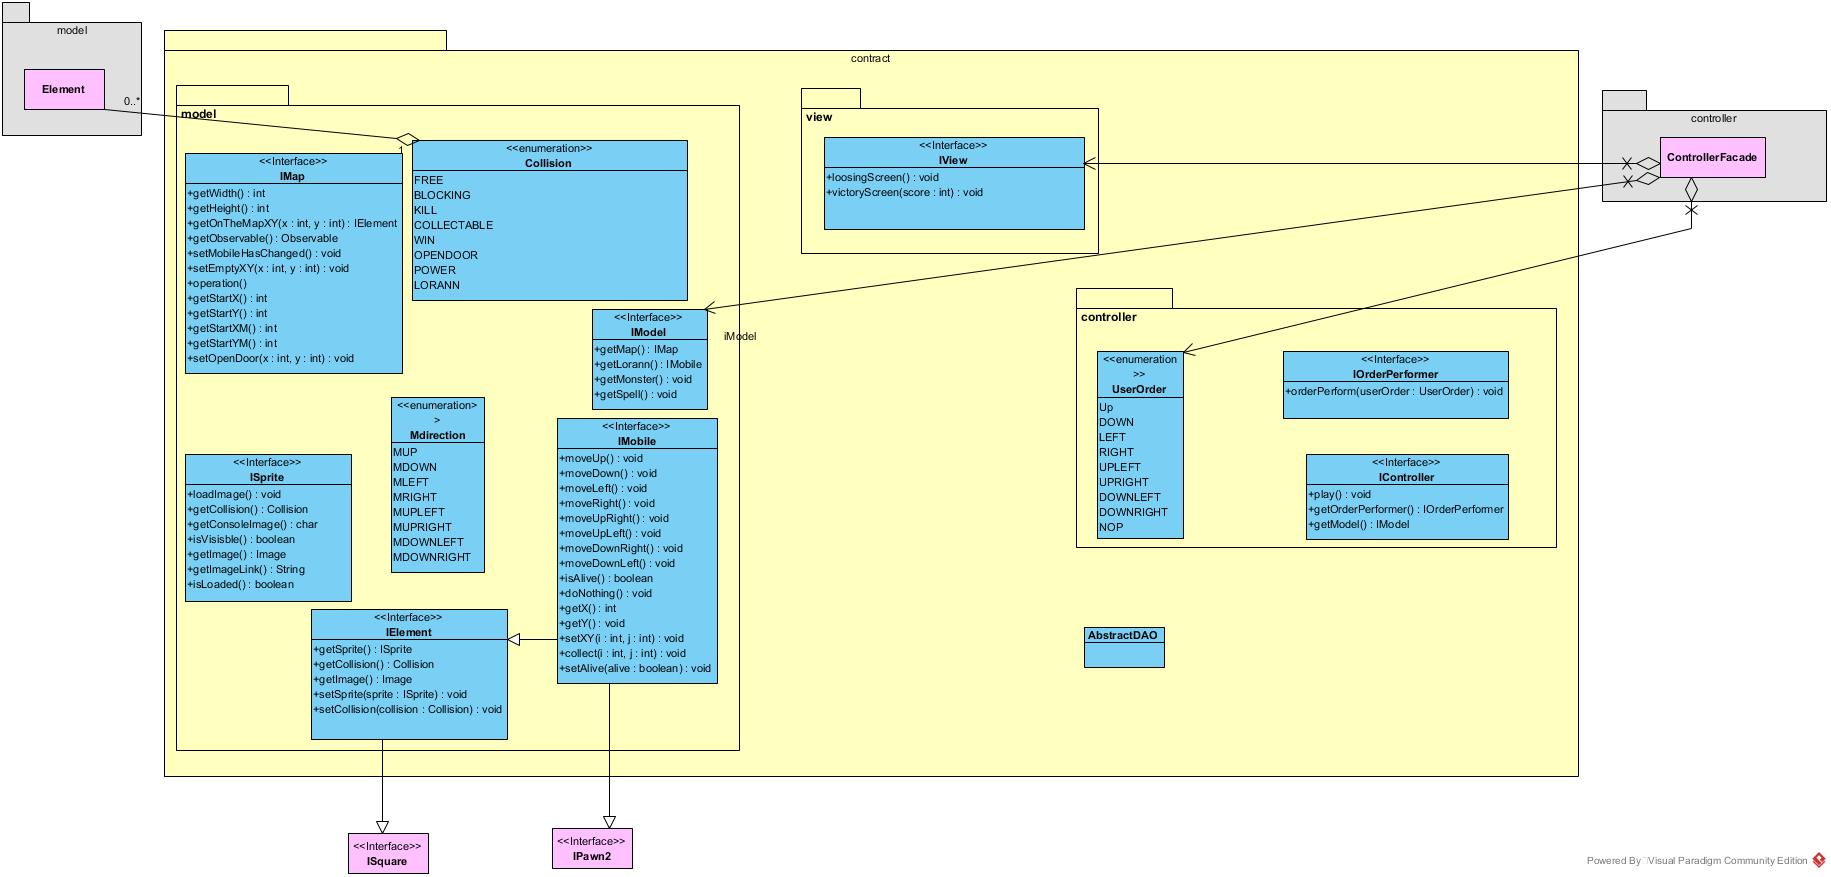 model
Element
0..*
contract
model
<<Interface>>
IMap
+getWidth() : int
+getHeight() : int
+getOnTheMapXY(x : int, y : int) : IElement
+getObservable() : Observable
+setMobileHasChanged() : void
+setEmptyXY(x : int, y : int) : void
+operation()
+getStartX() : int
+getStartY() : int
+getStartXM() : int
+getStartYM() : int
+setOpenDoor(x : int, y : int) : void
1
<<enumeration>>
Collision
FREE
BLOCKING
KILL
COLLECTABLE
WIN
OPENDOOR
POWER
LORANN
<<Interface>>
IModel
+getMap() : IMap
+getLorann() : IMobile
+getMonster() : void
+getSpell() : void
iModel
<<enumeration>
>
Mdirection
MUP
MDOWN
MLEFT
MRIGHT
MUPLEFT
MUPRIGHT
MDOWNLEFT
MDOWNRIGHT
<<Interface>>
IMobile
+moveUp() : void
+moveDown() : void
+moveLeft() : void
+moveRight() : void
+moveUpRight() : void
+moveUpLeft() : void
+moveDownRight() : void
+moveDownLeft() : void
+isAlive() : boolean
+doNothing() : void
+getX() : int
+getY() : void
+setXY(i : int, j : int) : void
+collect(i : int, j : int) : void
+setAlive(alive : boolean) : void
<<Interface>>
ISprite
+loadImage() : void
+getCollision() : Collision
+getConsoleImage() : char
+isVisisble() : boolean
+getImage() : Image
+getImageLink() : String
+isLoaded() : boolean
<<Interface>>
IElement
+getSprite() : ISprite
+getCollision() : Collision
+getImage() : Image
+setSprite(sprite : ISprite) : void
+setCollision(collision : Collision) : void
view
<<Interface>>
IView
+loosingScreen() : void
+victoryScreen(score : int) : void
controller
ControllerFacade
controller
<<enumeration
>>
UserOrder
Up
DOWN
LEFT
RIGHT
UPLEFT
UPRIGHT
DOWNLEFT
DOWNRIGHT
NOP
<<Interface>>
IOrderPerformer
+orderPerform(userOrder : UserOrder) : void
<<Interface>>
IController
+play() : void
+getOrderPerformer() : IOrderPerformer
+getModel() : IModel
AbstractDAO
<<Interface>>
ISquare
<<Interface>>
IPawn2
Powered By Visual Paradigm Community Edition